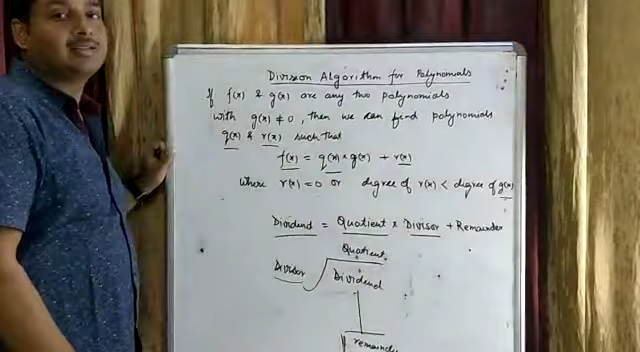 Division Algorithm for Polynomials
If f(x) & g(x) are any two polynomials
with g(x) ≠ 0, then we can find polynomials
q(x) & r(x) such that
f(x) = q(x) × g(x) + r(x)
where r(x) = 0 or degree of r(x) < degree of g(x)
Dividend = Quotient × Divisor + Remainder
Quotient
Divisor Dividend
remainder